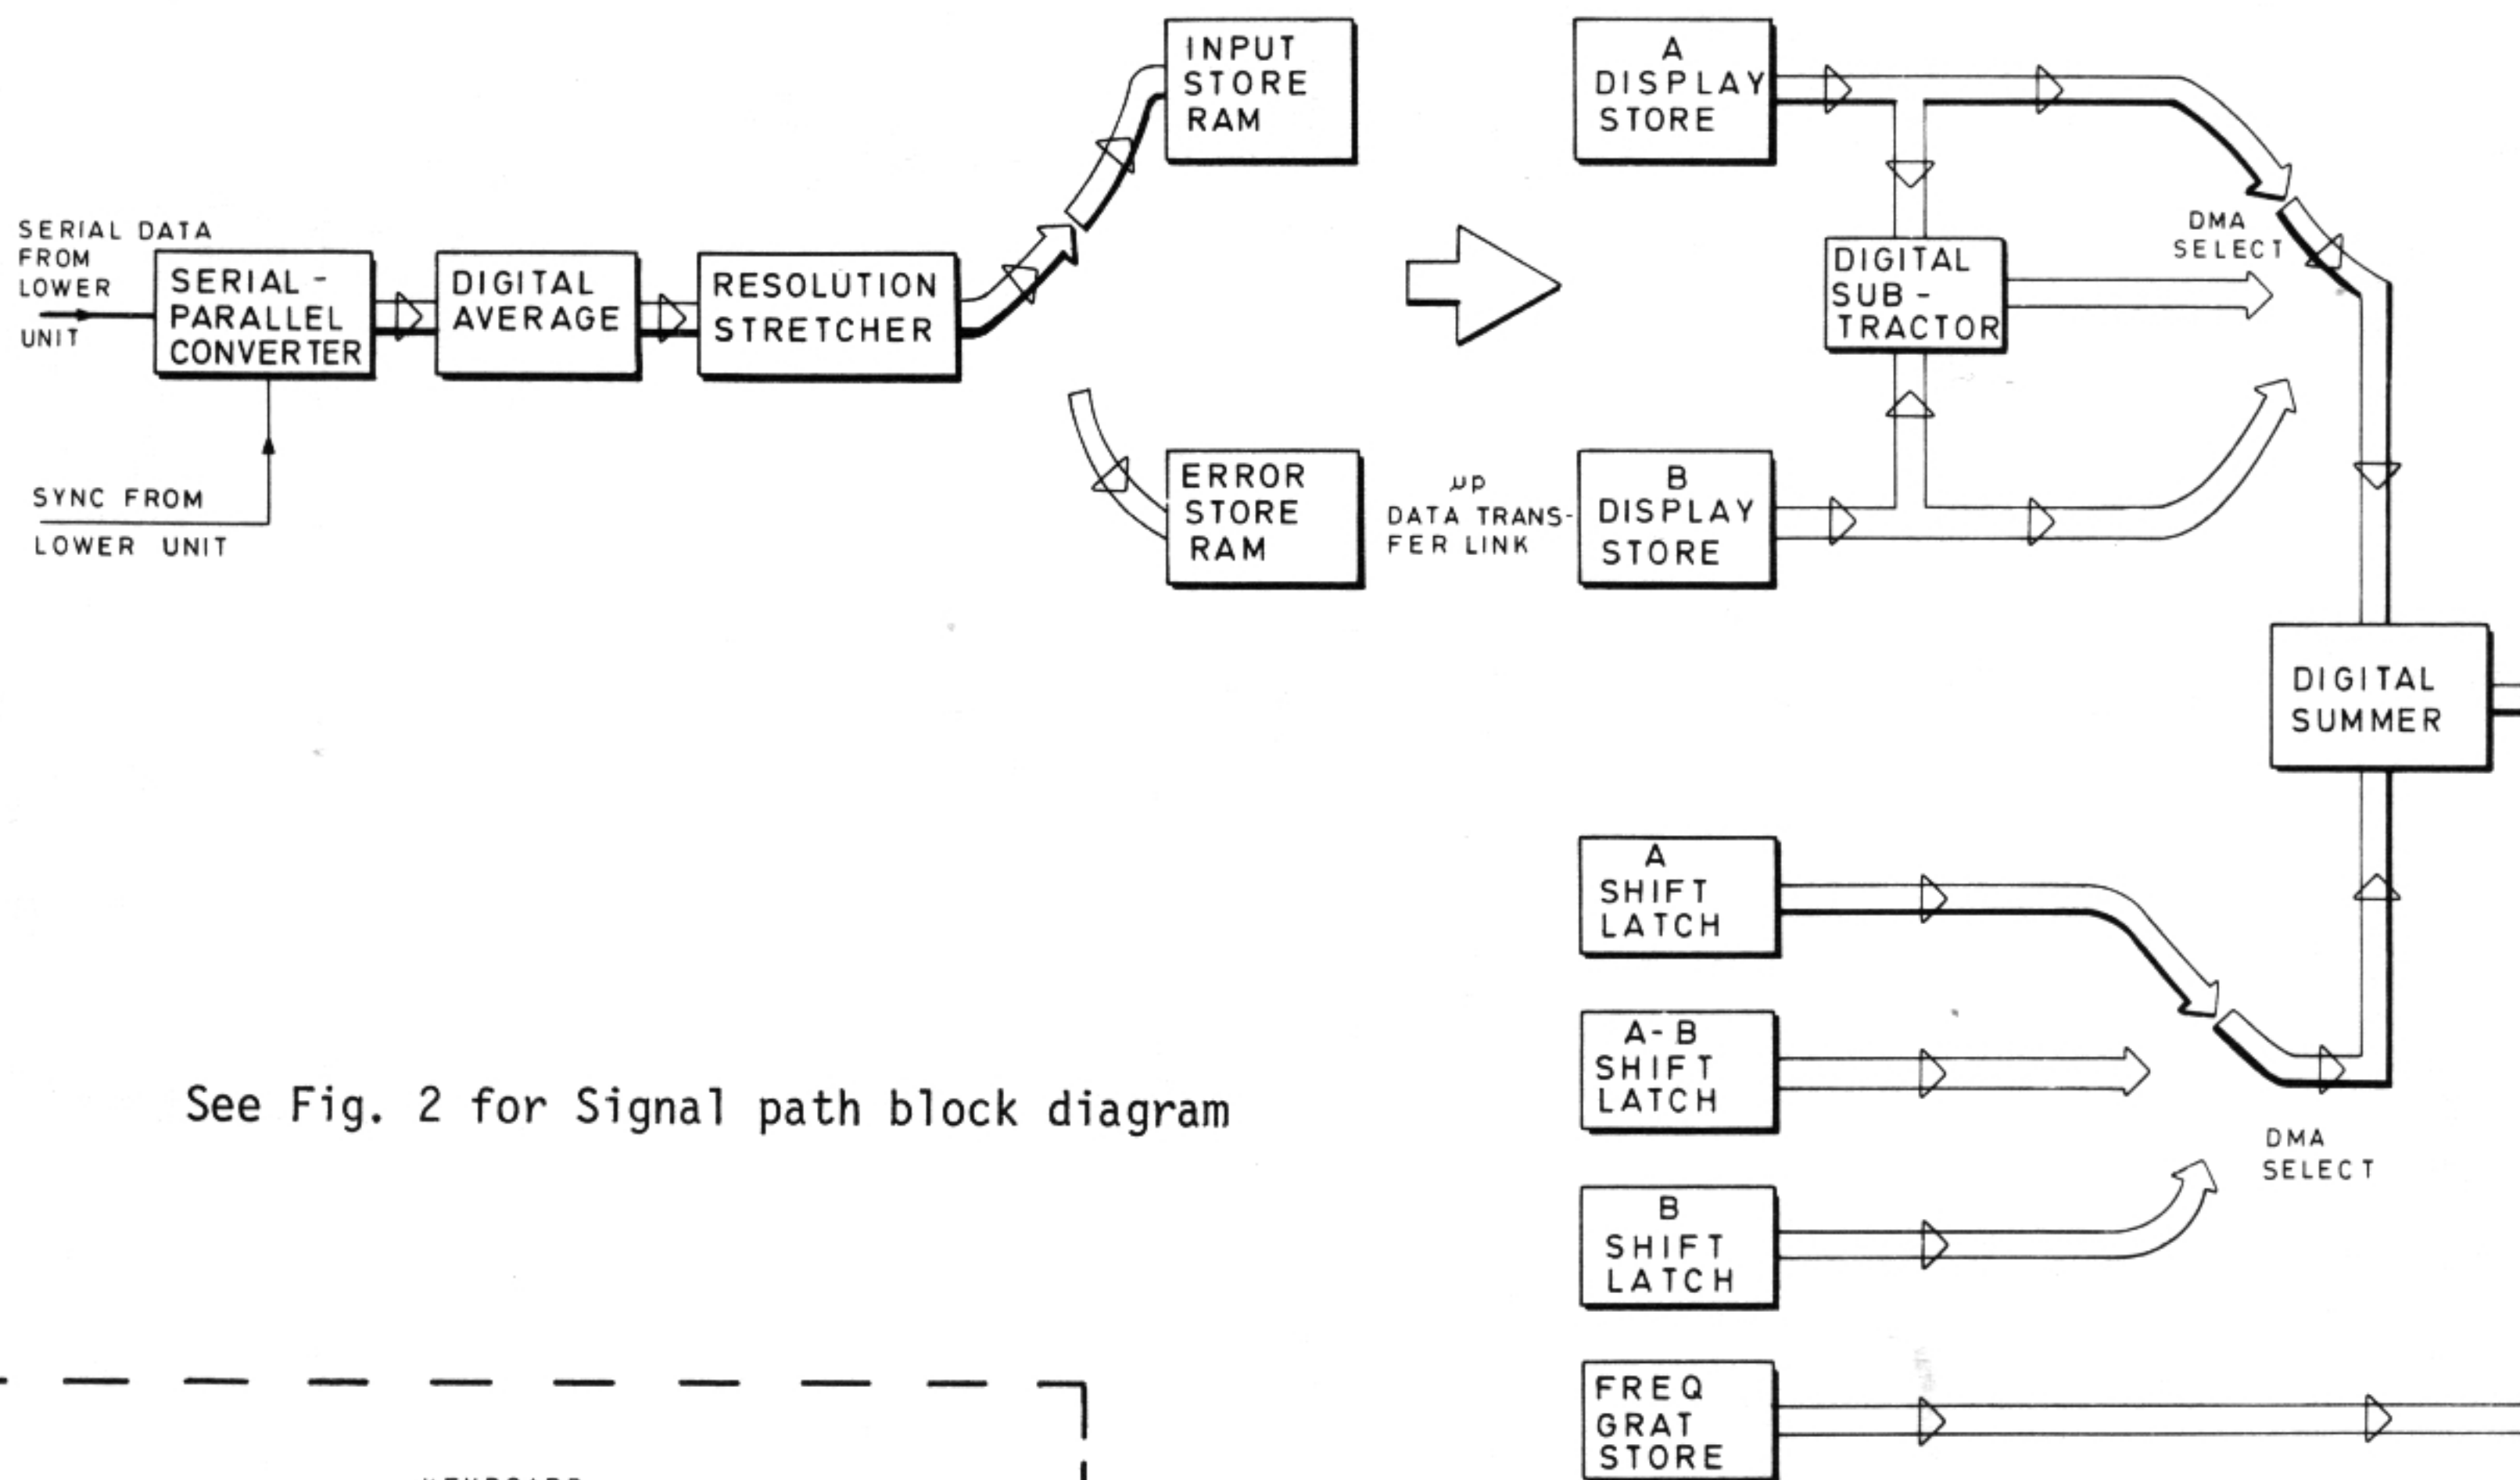 SERIAL DATA
FROM
LOWER
UNIT
SERIAL -
PARALLEL
CONVERTER
SYNC FROM
LOWER UNIT
DIGITAL
AVERAGE
RESOLUTION
STRETCHER
INPUT
STORE
RAM
ERROR
STORE
RAM
µp
DATA TRANS-
FER LINK
A
DISPLAY
STORE
DIGITAL
SUB-
TRACTOR
B
DISPLAY
STORE
DMA
SELECT
DIGITAL
SUMMER
A
SHIFT
LATCH
A-B
SHIFT
LATCH
B
SHIFT
LATCH
DMA
SELECT
FREQ
GRAT
STORE
See Fig. 2 for Signal path block diagram